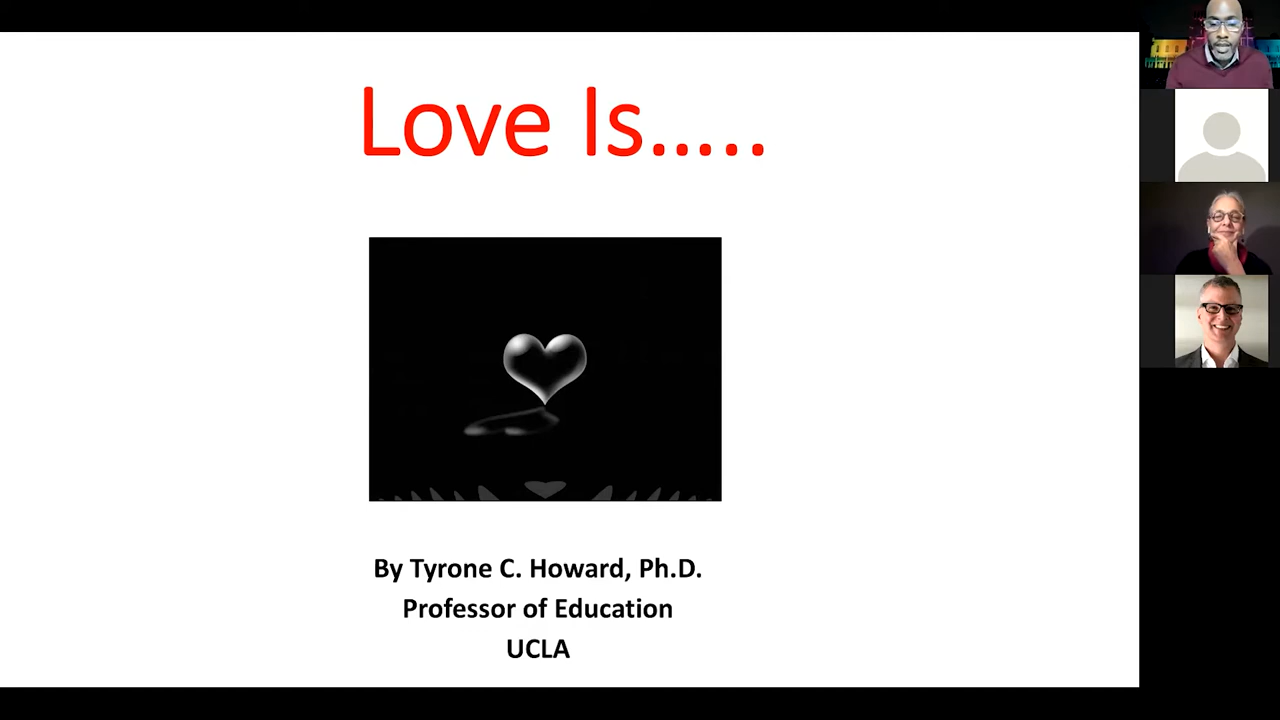 Love Is.....
By Tyrone C. Howard, Ph.D.
Professor of Education
UCLA